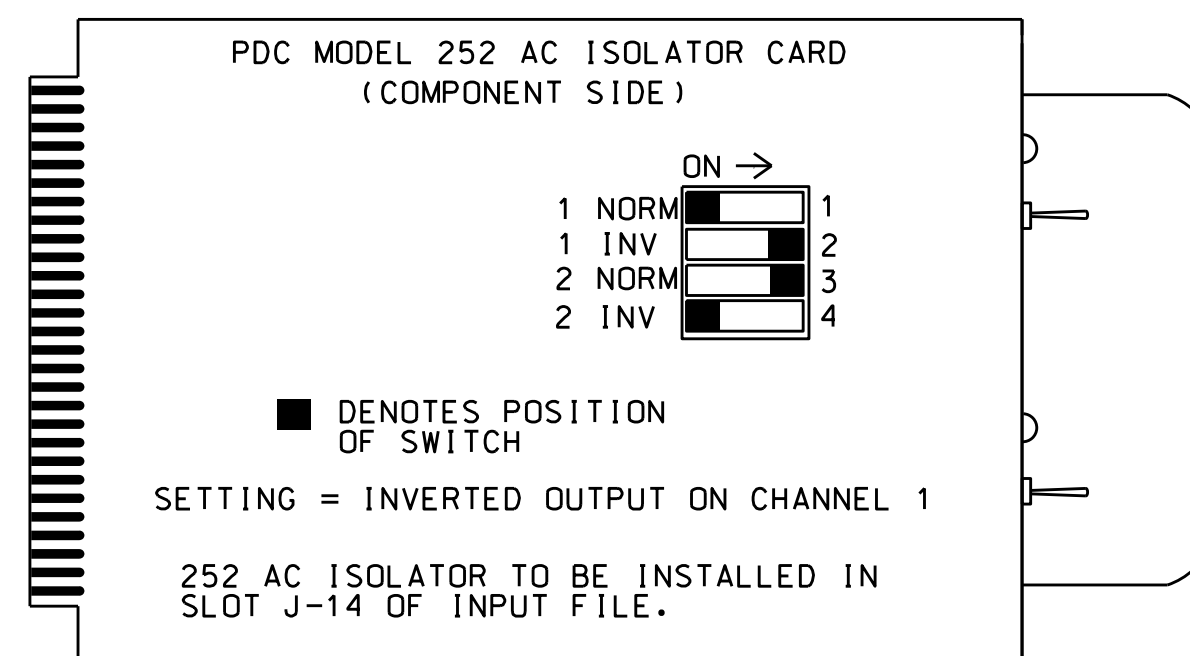 PDC MODEL 252 AC ISOLATOR CARD
(COMPONENT SIDE)
ON →
1 NORM 1
1 INV 2
2 NORM 3
2 INV 4
DENOTES POSITION
OF SWITCH
SETTING = INVERTED OUTPUT ON CHANNEL 1
252 AC ISOLATOR TO BE INSTALLED IN
SLOT J-14 OF INPUT FILE.